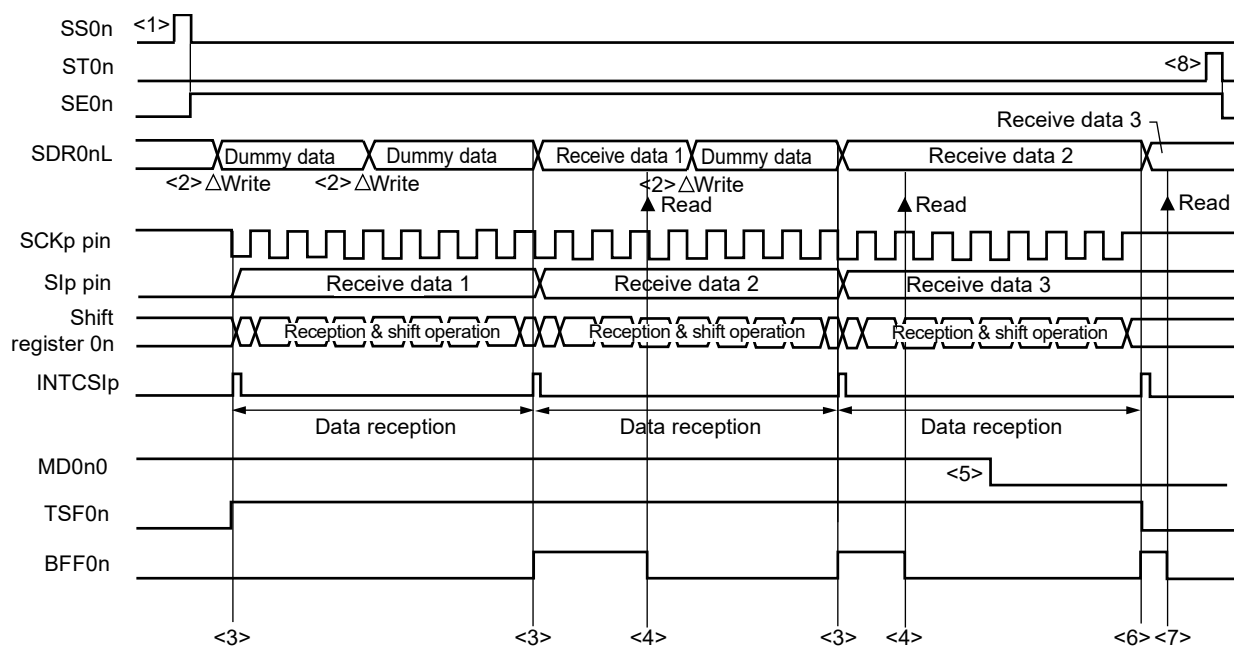 SS0n <1>
ST0n <8>
SE0n
Receive data 3
SDR0nL Dummy data Dummy data Receive data 1 Dummy data Receive data 2
<2> △Write <2> △Write <2> △Write
▲ Read ▲ Read ▲ Read
SCKp pin
SIp pin Receive data 1 Receive data 2 Receive data 3
Shift
register 0n Reception & shift operation Reception & shift operation Reception & shift operation
INTCSIp
Data reception Data reception Data reception
MD0n0 <5>
TSF0n
BFF0n
<3> <3> <4> <3> <4> <6> <7>